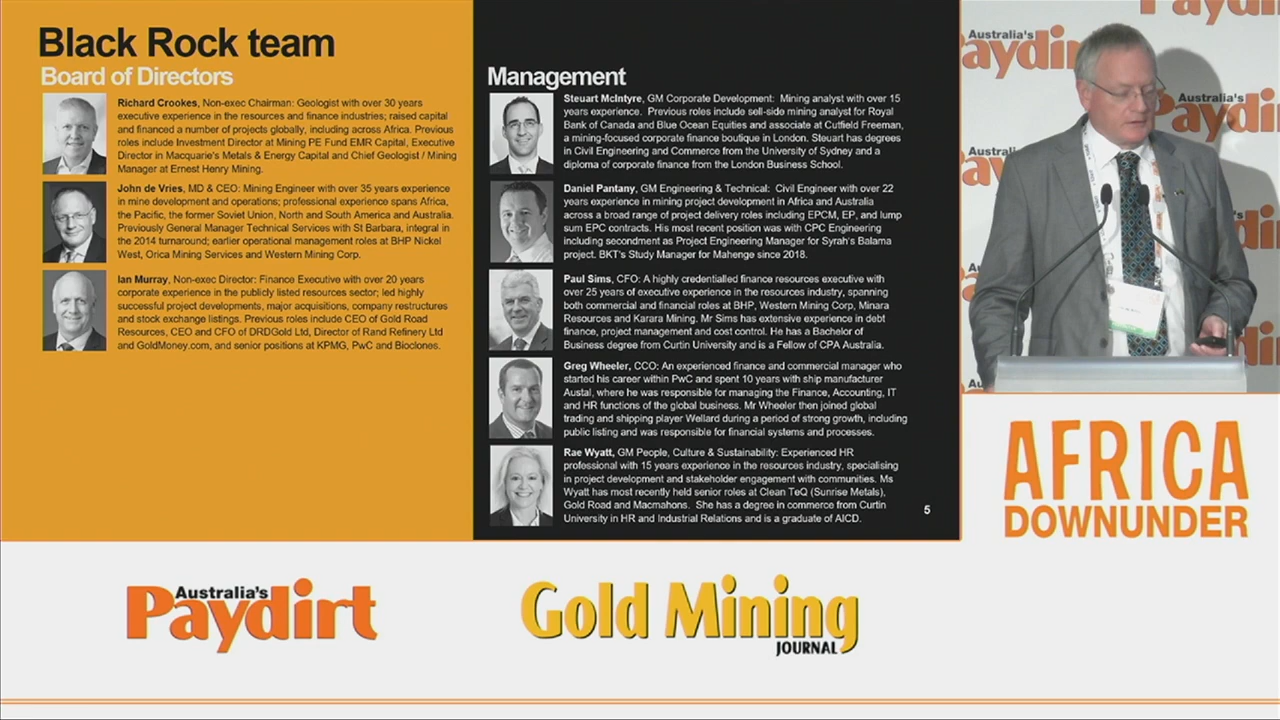 Black Rock team
Board of Directors
Richard Crookes, Non-exec Chairman: Geologist with over 30 years
executive experience in the resources and finance industries; raised capital
and financed a number of projects globally, including across Africa. Previous
roles include Investment Director at Mining PE Fund EMR Capital, Executive
Director in Macquarie's Metals & Energy Capital and Chief Geologist / Mining
Manager at Ernest Henry Mining.
John de Vries, MD & CEO: Mining Engineer with over 35 years experience
in mine development and operations; professional experience spans Africa,
the Pacific, the former Soviet Union, North and South America and Australia.
Previously General Manager Technical Services with St Barbara, integral in
the 2014 turnaround; earlier operational management roles at BHP Nickel
West, Orica Mining Services and Western Mining Corp.
Ian Murray, Non-exec Director: Finance Executive with over 20 years
corporate experience in the publicly listed resources sector; led highly
successful project developments, major acquisitions, company restructures
and stock exchange listings. Previous roles include CEO of Gold Road
Resources, CEO and CFO of DRDGold Ltd, Director of Rand Refinery Ltd
and GoldMoney.com, and senior positions at KPMG, PwC and Bioclones.
Management
Steuart McIntyre, GM Corporate Development: Mining analyst with over 15
years experience. Previous roles include sell-side mining analyst for Royal
Bank of Canada and Blue Ocean Equities and associate at Cutfield Freeman,
a mining-focused corporate finance boutique in London. Steuart has degrees
in Civil Engineering and Commerce from the University of Sydney and a
diploma of corporate finance from the London Business School.
Daniel Pantany, GM Engineering & Technical: Civil Engineer with over 22
years experience in mining project development in Africa and Australia
across a broad range of project delivery roles including EPCM, EP, and lump
sum EPC contracts. His most recent position was with CPC Engineering
including secondment as Project Engineering Manager for Syrah's Balama
project. BKT's Study Manager for Mahenge since 2018.
Paul Sims, CFO: A highly credentialled finance resources executive with
over 25 years of executive experience in the resources industry, spanning
both commercial and financial roles at BHP, Western Mining Corp, Minara
Resources and Karara Mining. Mr Sims has extensive experience in debt
finance, project management and cost control. He has a Bachelor of
Business degree from Curtin University and is a Fellow of CPA Australia.
Greg Wheeler, CCO: An experienced finance and commercial manager who
started his career within PwC and spent 10 years with ship manufacturer
Austal, where he was responsible for managing the Finance, Accounting, IT
and HR functions of the global business. Mr Wheeler then joined global
trading and shipping player Wellard during a period of strong growth, including
public listing and was responsible for financial systems and processes.
Rae Wyatt, GM People, Culture & Sustainability: Experienced HR
professional with 15 years experience in the resources industry, specialising
in project development and stakeholder engagement with communities. Ms
Wyatt has most recently held senior roles at Clean TeQ (Sunrise Metals),
Gold Road and Macmahons. She has a degree in commerce from Curtin
University in HR and Industrial Relations and is a graduate of AICD.
5
Australia's
Paydirt
Australia's
Paydirt
AFRICA
DOWNUNDER
Australia's
Paydirt
Gold Mining
JOURNAL